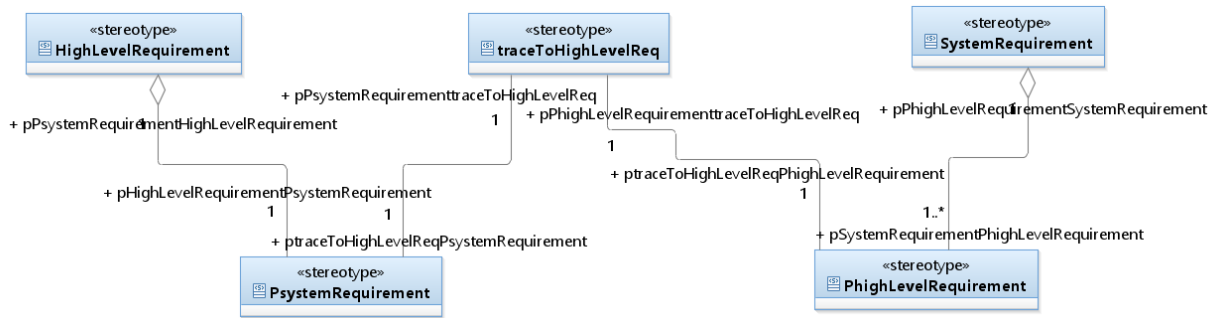 «stereotype»
HighLevelRequirement
«stereotype»
traceToHighLevelReq
«stereotype»
SystemRequirement
+ pPsystemRequirementtraceToHighLevelReq
+ pPhighLevelRequirementtraceToHighLevelReq
+ pPhighLevelRequirementSystemRequirement
1
+ pPsystemRequirementHighLevelRequirement
1
1
1
+ ptraceToHighLevelReqPhighLevelRequirement
+ pHighLevelRequirementPsystemRequirement
1
1
1
1..*
+ pSystemRequirementPhighLevelRequirement
+ ptraceToHighLevelReqPsystemRequirement
«stereotype»
PsystemRequirement
«stereotype»
PhighLevelRequirement